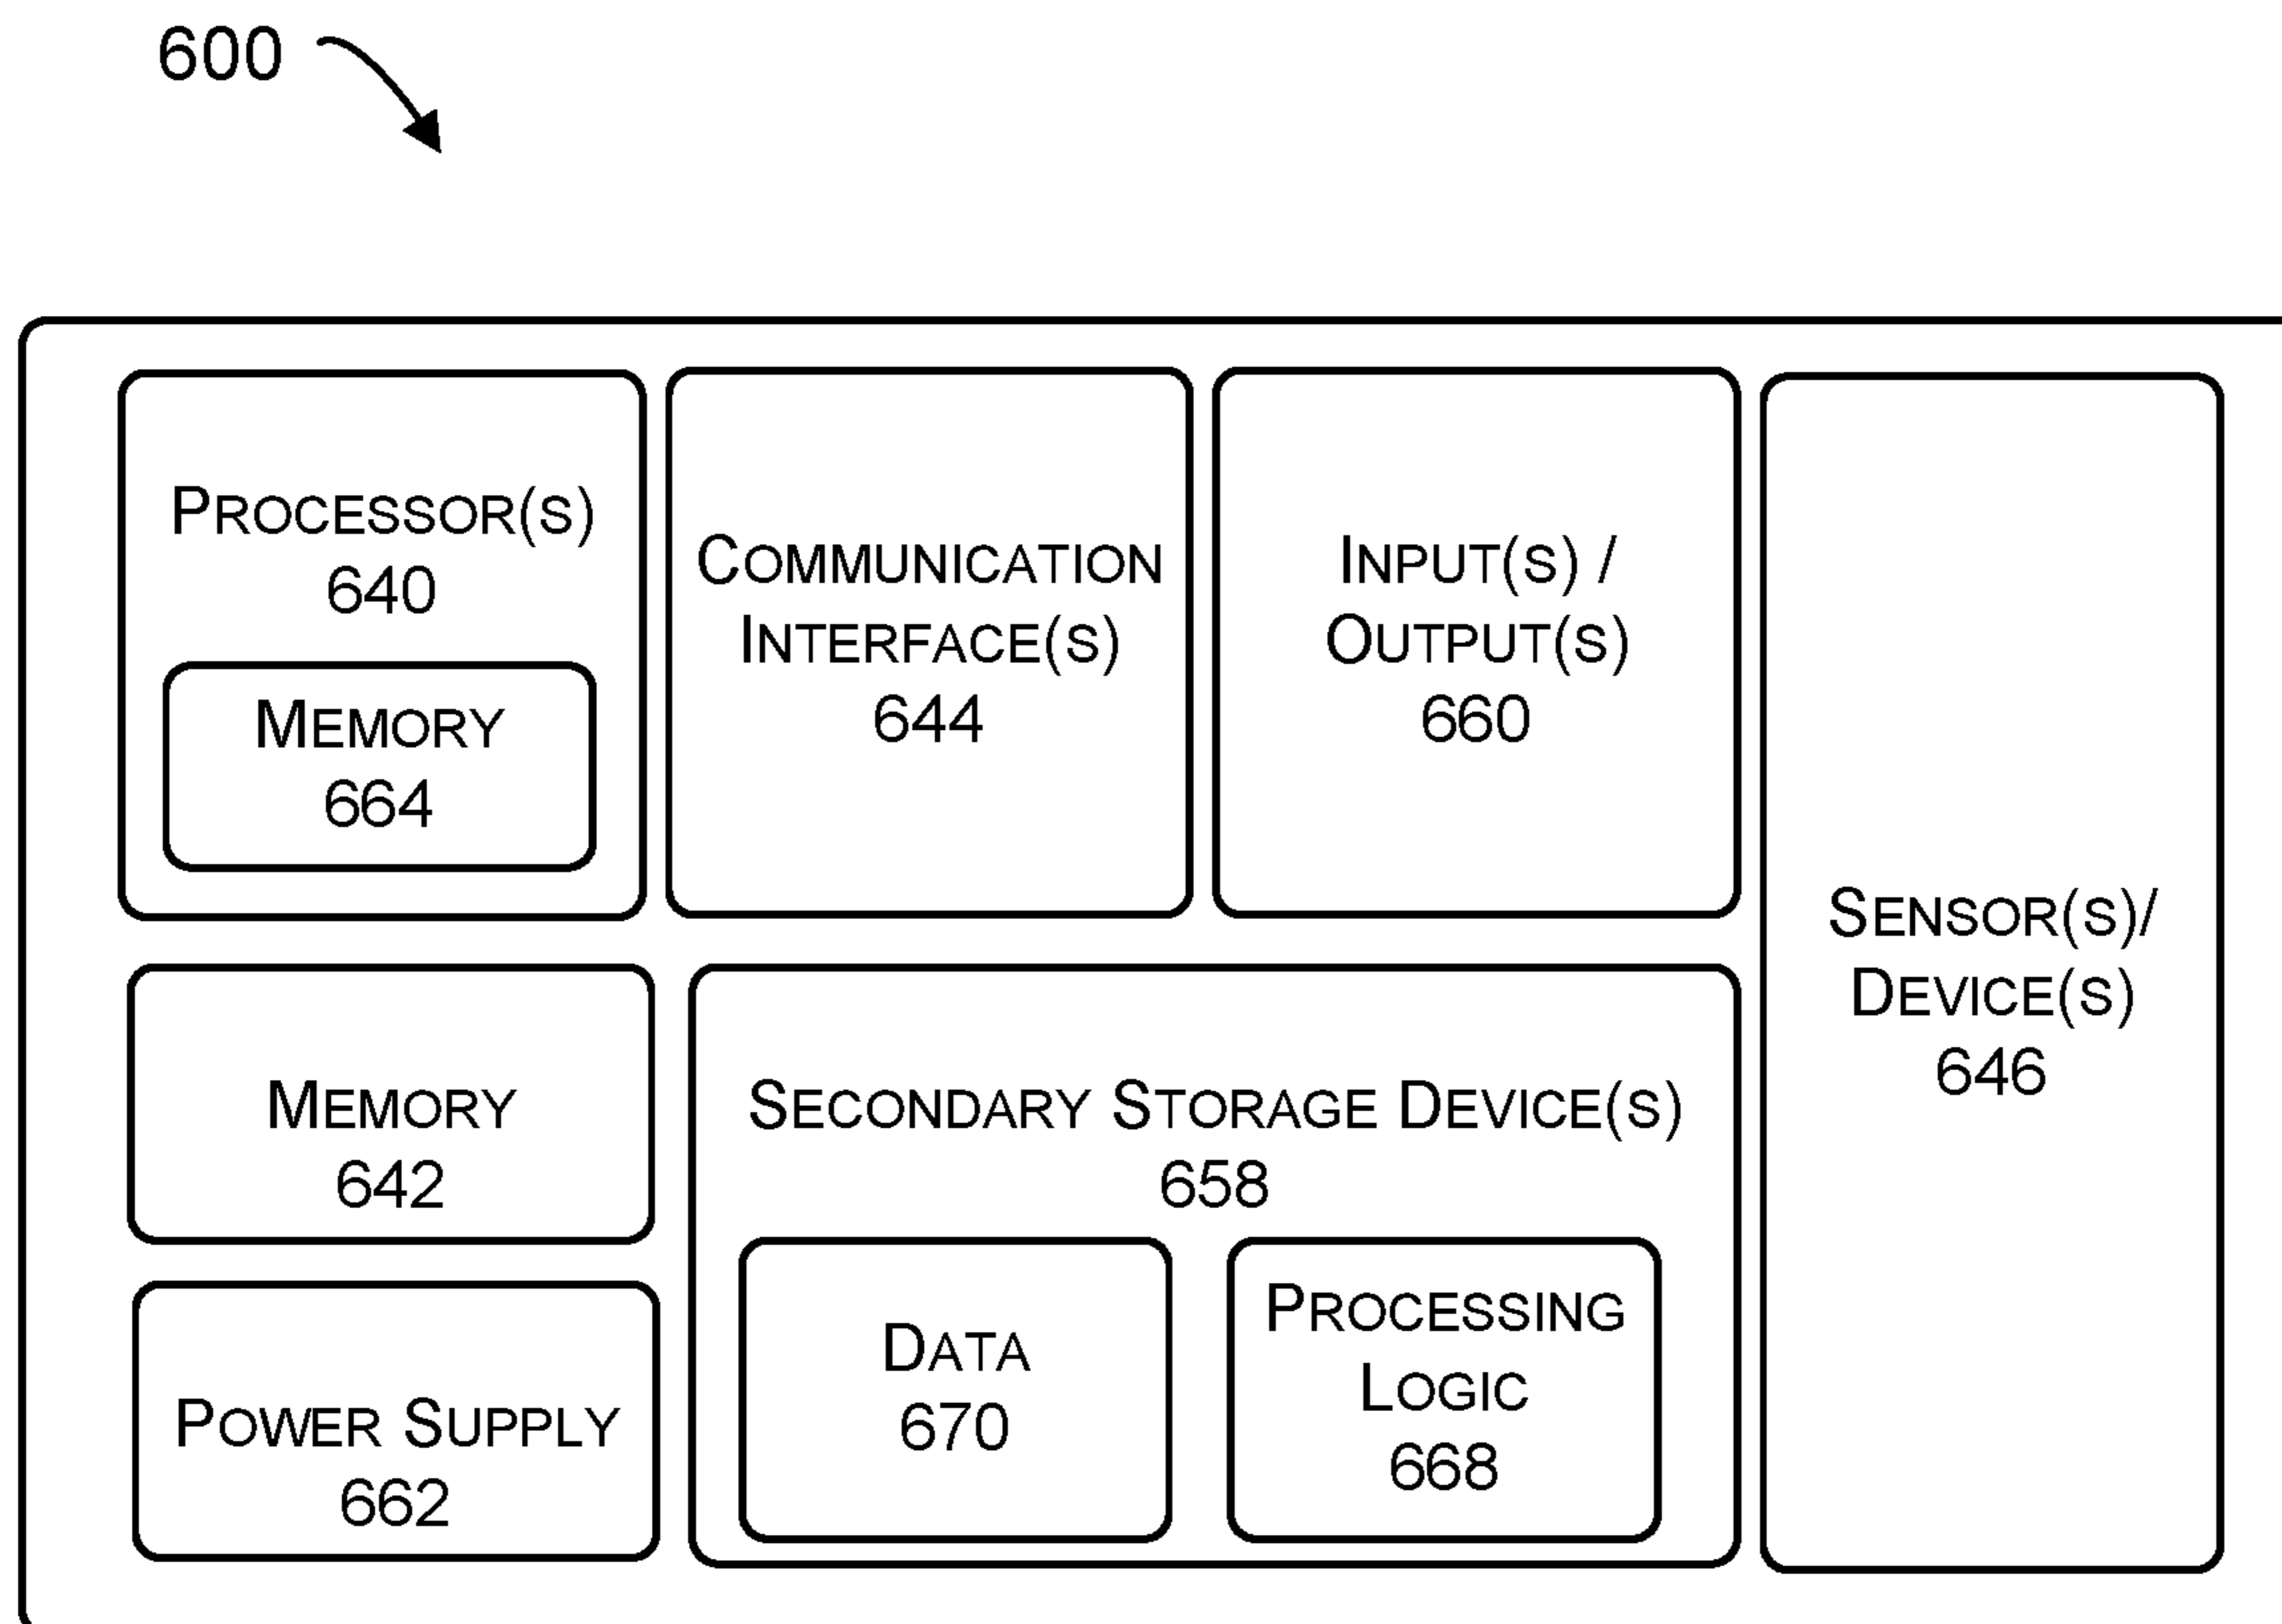 600
PROCESSOR(S)
640
MEMORY
664
COMMUNICATION
INTERFACE(S)
644
INPUT(S) /
OUTPUT(S)
660
SENSOR(S)/
DEVICE(S)
646
MEMORY
642
SECONDARY STORAGE DEVICE(S)
658
DATA
670
PROCESSING
LOGIC
668
POWER SUPPLY
662